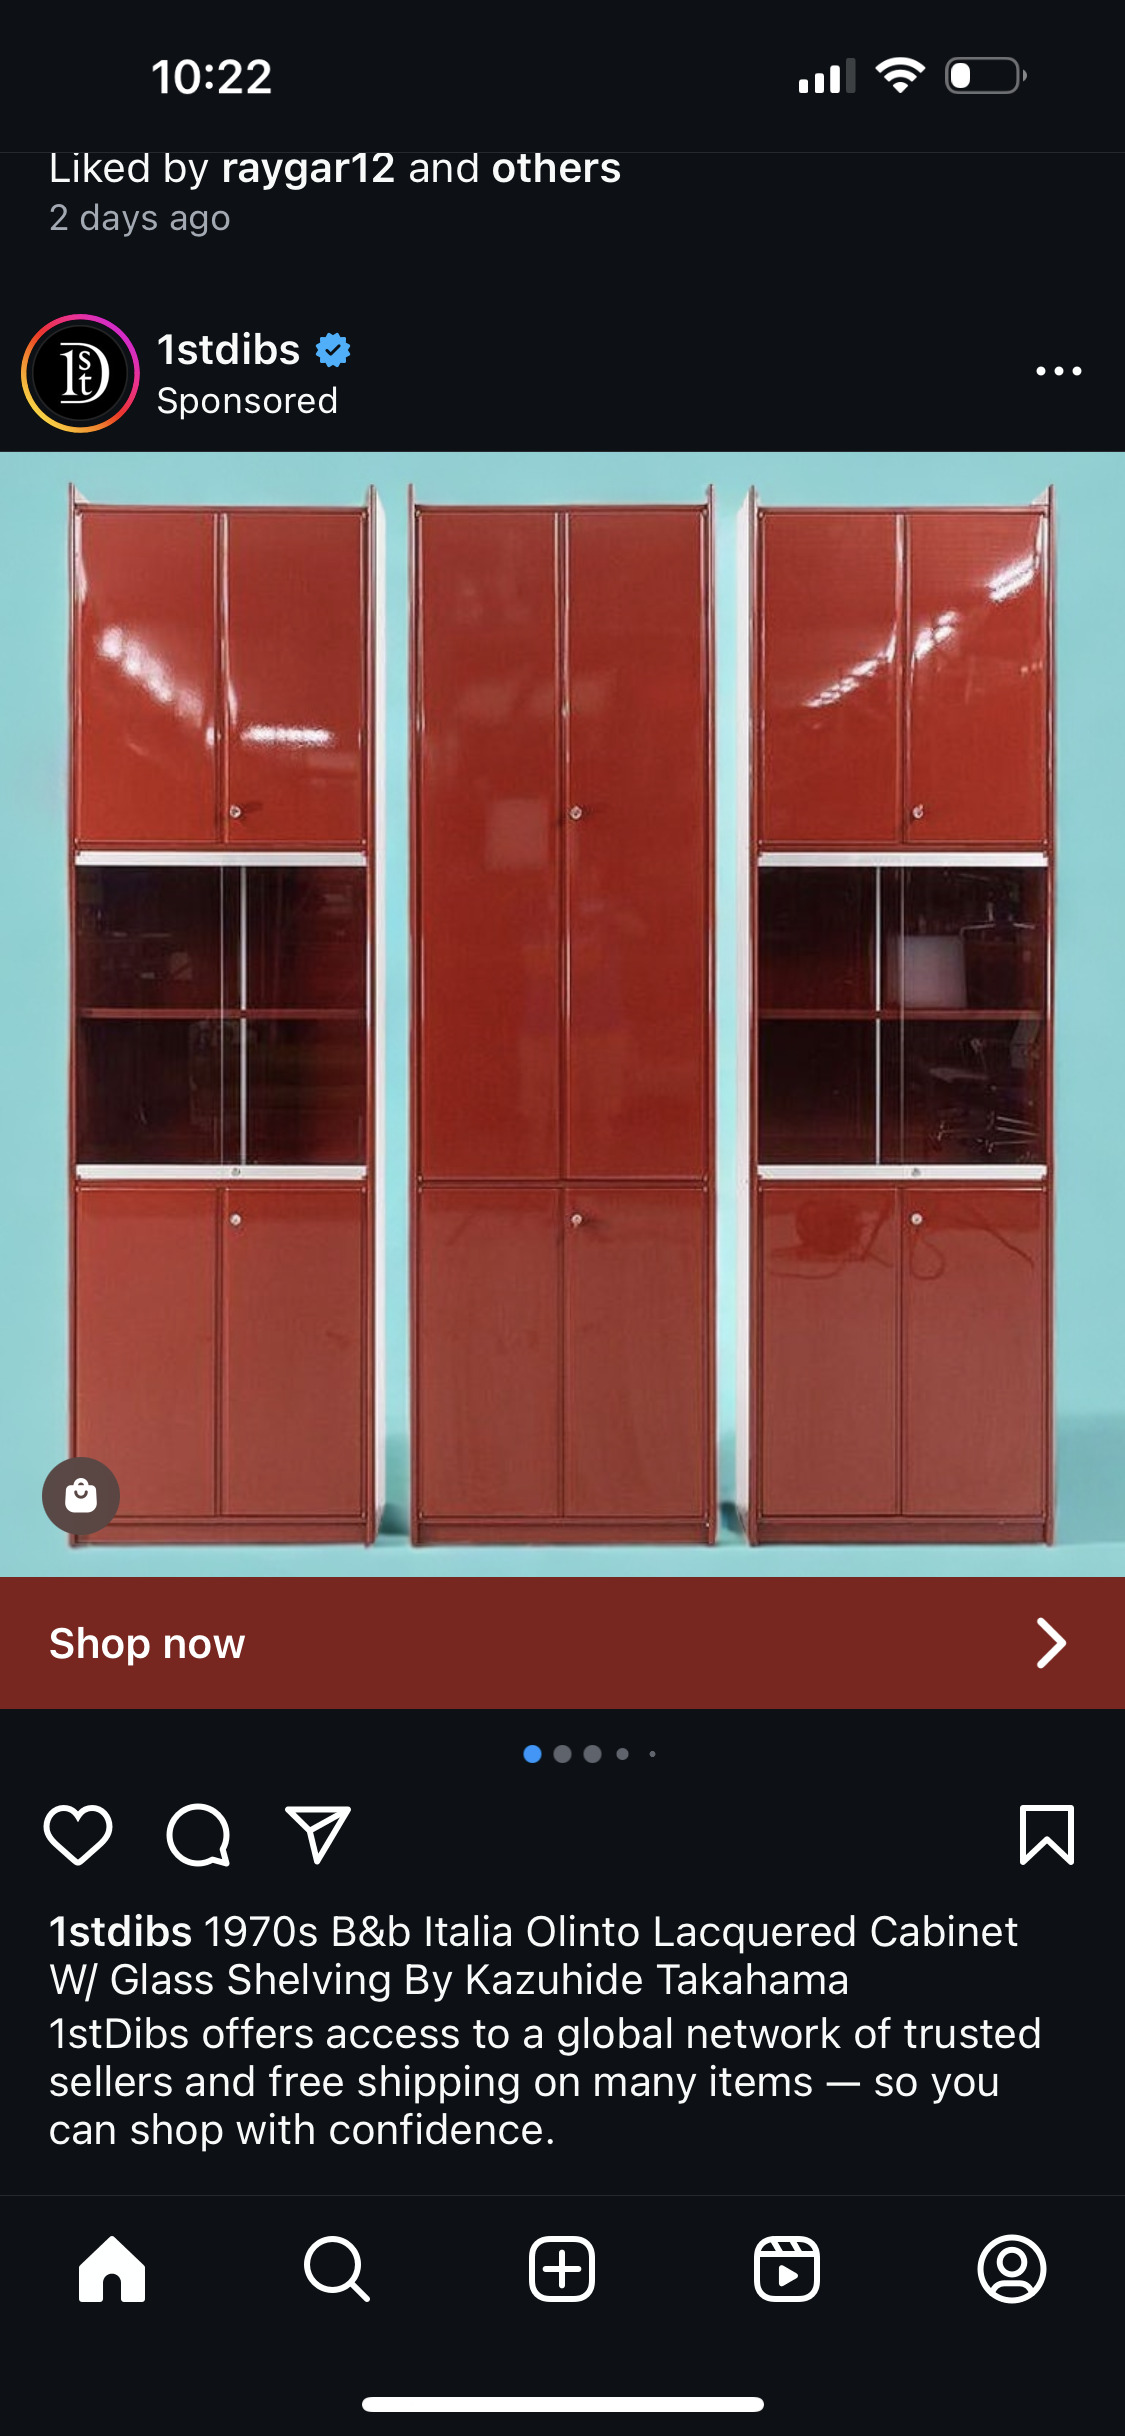 10:22
Liked by raygar12 and others
2 days ago
1stdibs
Sponsored
1stD
Shop now
1stdibs 1970s B&b Italia Olinto Lacquered Cabinet
W/ Glass Shelving By Kazuhide Takahama
1stDibs offers access to a global network of trusted
sellers and free shipping on many items — so you
can shop with confidence.